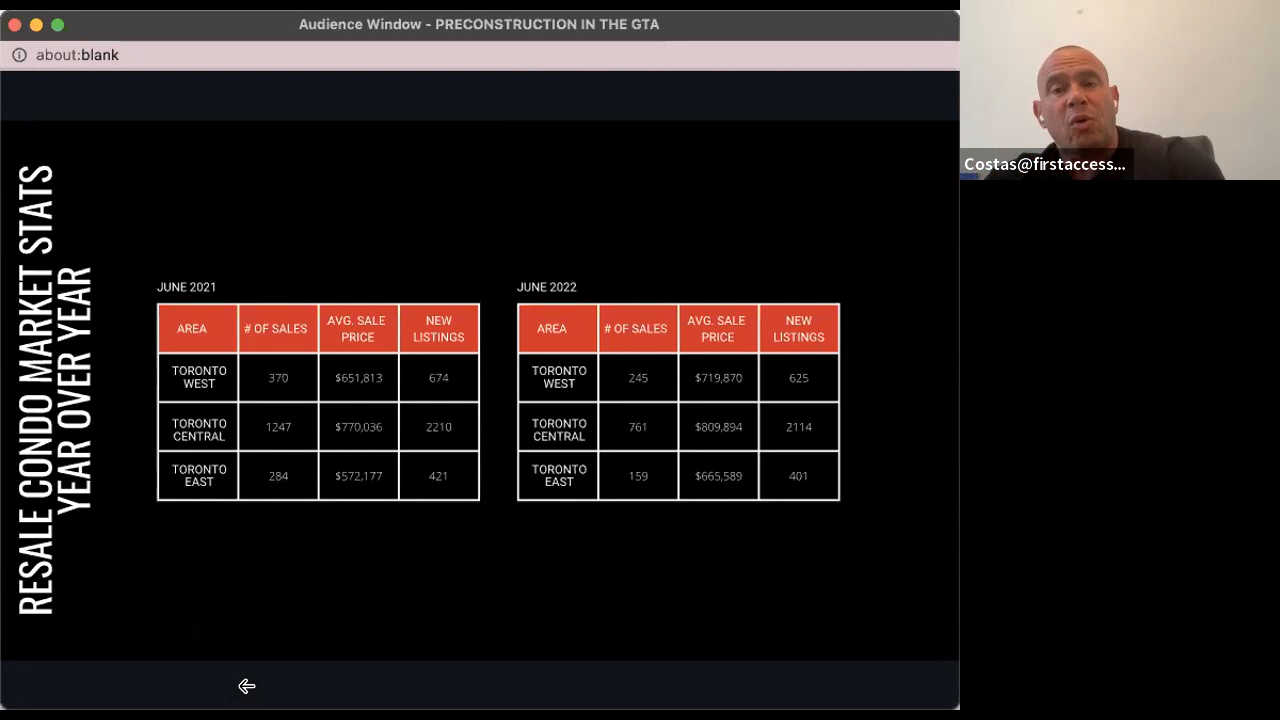 Audience Window - PRECONSTRUCTION IN THE GTA
about:blank
Costas@firstaccess...
RESALE CONDO MARKET STATS
YEAR OVER YEAR
JUNE 2021
AREA
# OF SALES
AVG. SALE
PRICE
NEW
LISTINGS
TORONTO
WEST
370
$651,813
674
TORONTO
CENTRAL
1247
$770,036
2210
TORONTO
EAST
284
$572,177
421
JUNE 2022
AREA
# OF SALES
AVG. SALE
PRICE
NEW
LISTINGS
TORONTO
WEST
245
$719,870
625
TORONTO
CENTRAL
761
$809,894
2114
TORONTO
EAST
159
$665,589
401